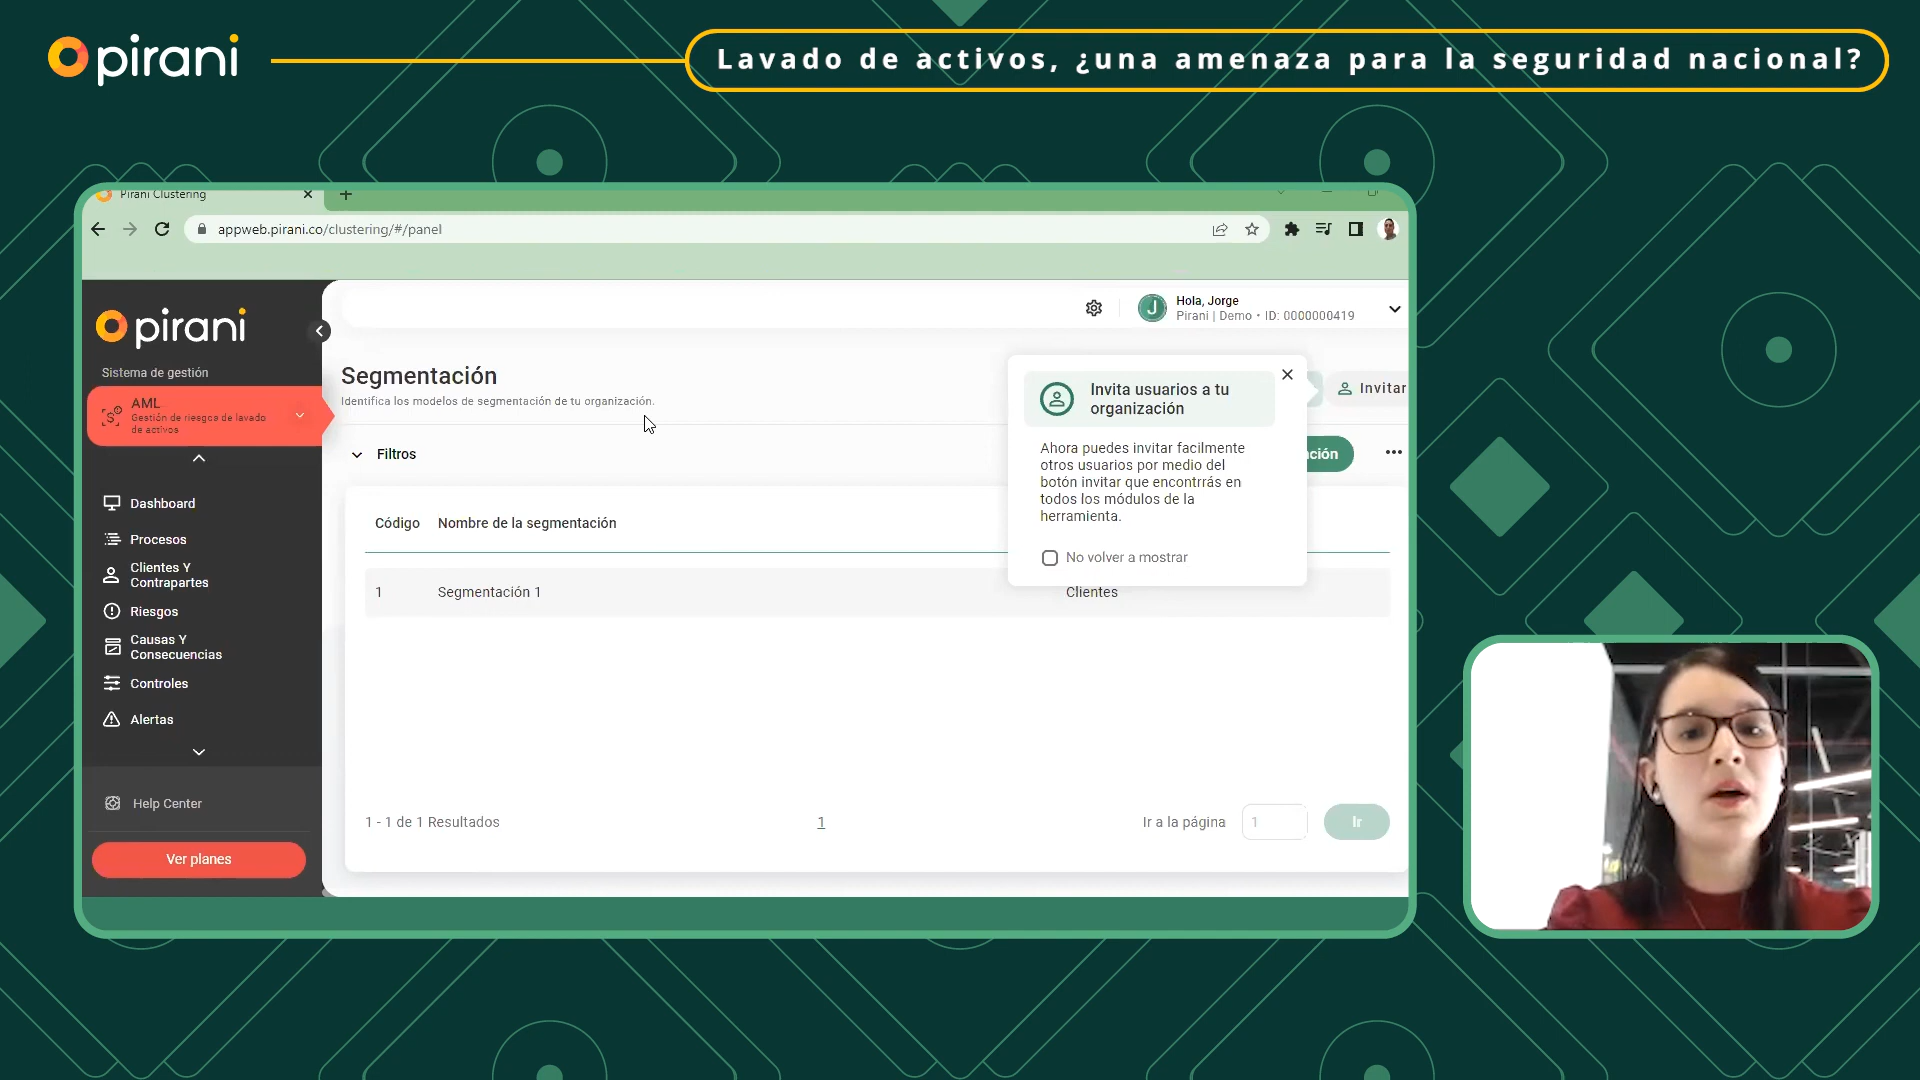 pirani
Lavado de activos, ¿una amenaza para la seguridad nacional?
Pirani Clustering
appweb.pirani.co/clustering/#/panel
pirani
Sistema de gestión
AML
Gestión de riesgos de lavado
de activos
Dashboard
Procesos
Clientes Y
Contrapartes
Riesgos
Causas Y
Consecuencias
Controles
Alertas
Help Center
Ver planes
J
Hola, Jorge
Pirani | Demo • ID: 0000000419
Segmentación
Identifica los modelos de segmentación de tu organización.
Invitar
Filtros
ción
Invita usuarios a tu
organización
Ahora puedes invitar facilmente
otros usuarios por medio del
botón invitar que encontrrás en
todos los módulos de la
herramienta.
No volver a mostrar
Código Nombre de la segmentación
1 Segmentación 1 Clientes
1 - 1 de 1 Resultados
1
Ir a la página 1 Ir